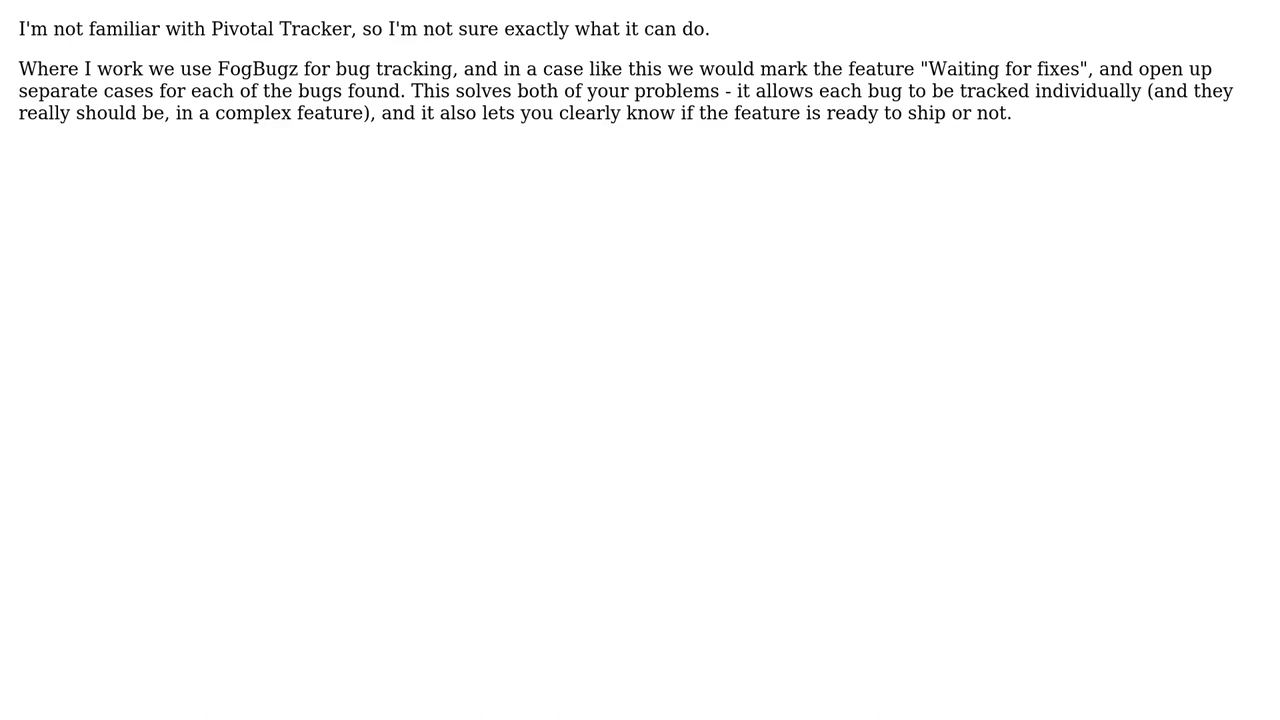 I'm not familiar with Pivotal Tracker, so I'm not sure exactly what it can do.
Where I work we use FogBugz for bug tracking, and in a case like this we would mark the feature "Waiting for fixes", and open up
separate cases for each of the bugs found. This solves both of your problems - it allows each bug to be tracked individually (and they
really should be, in a complex feature), and it also lets you clearly know if the feature is ready to ship or not.